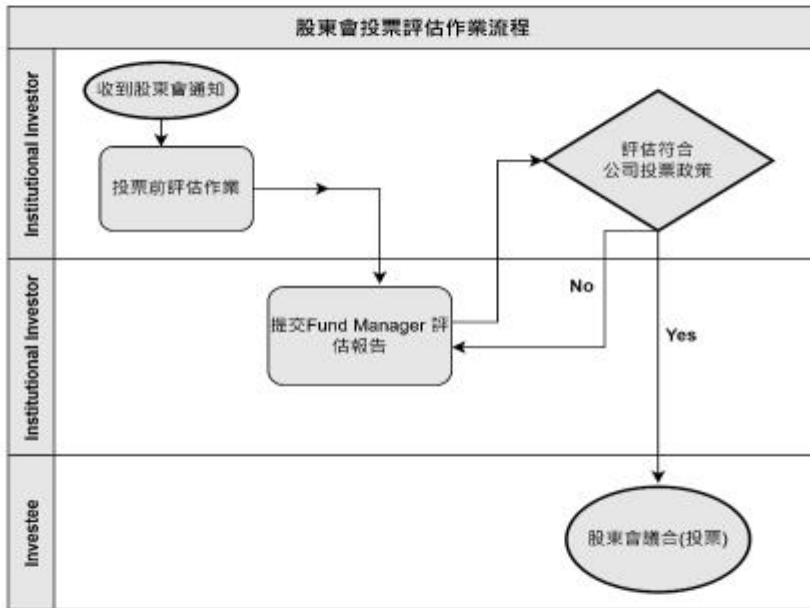 股東會投票評估作業流程
Institutional Investor
收到股東會通知
投票前評估作業
評估符合
公司投票政策
Institutional Investor
提交Fund Manager 評
估報告
No
Yes
Investee
股東會議合(投票)